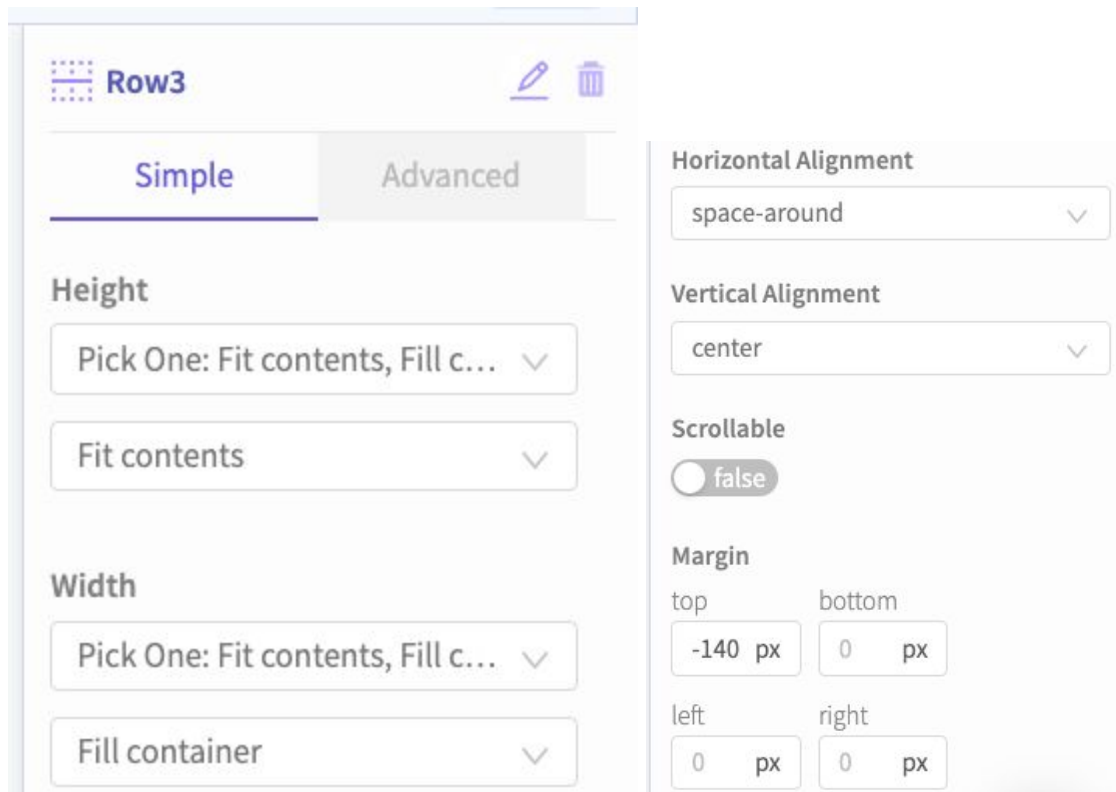 Row3
Simple Advanced
Height
Pick One: Fit contents, Fill c...
Fit contents
Width
Pick One: Fit contents, Fill c...
Fill container
Horizontal Alignment
space-around
Vertical Alignment
center
Scrollable
false
Margin
top bottom
-140 px 0 px
left right
0 px 0 px